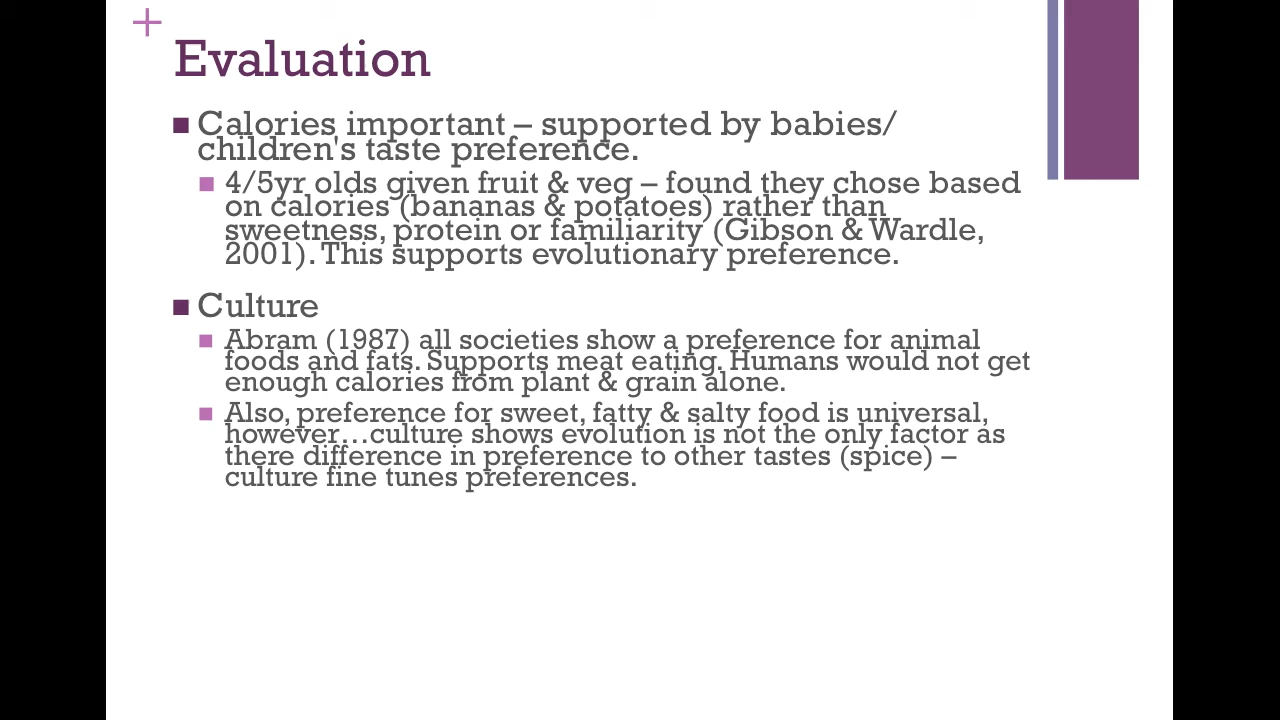 Evaluation
Calories important – supported by babies/
children's taste preference.
4/5yr olds given fruit & veg – found they chose based
on calories (bananas & potatoes) rather than
sweetness, protein or familiarity (Gibson & Wardle,
2001). This supports evolutionary preference.
Culture
Abram (1987) all societies show a preference for animal
foods and fats. Supports meat eating. Humans would not get
enough calories from plant & grain alone.
Also, preference for sweet, fatty & salty food is universal,
however…culture shows evolution is not the only factor as
there difference in preference to other tastes (spice) –
culture fine tunes preferences.